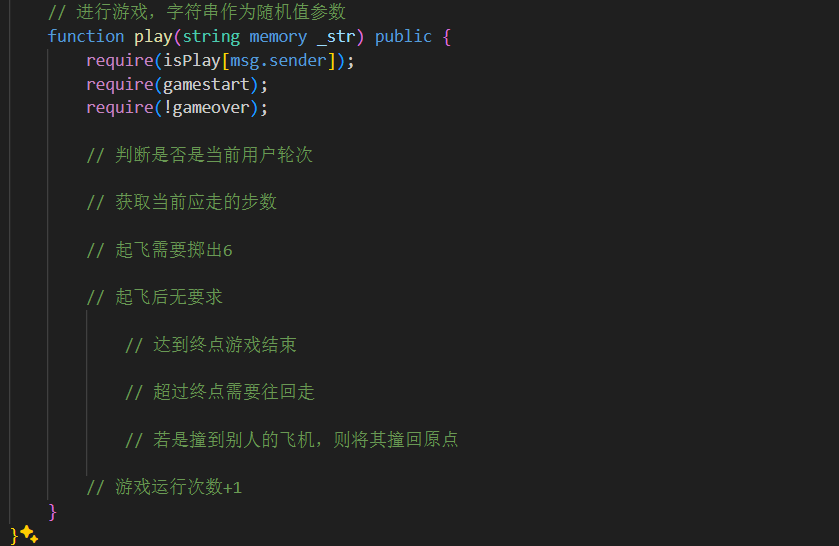 // 进行游戏，字符串作为随机值参数
function play(string memory _str) public {
require(isPlay[msg.sender]);
require(gamestart);
require(!gameover);
// 判断是否是当前用户轮次
// 获取当前应走的步数
// 起飞需要掷出6
// 起飞后无要求
// 达到终点游戏结束
// 超过终点需要往回走
// 若是撞到别人的飞机，则将其撞回原点
// 游戏运行次数+1
}
}